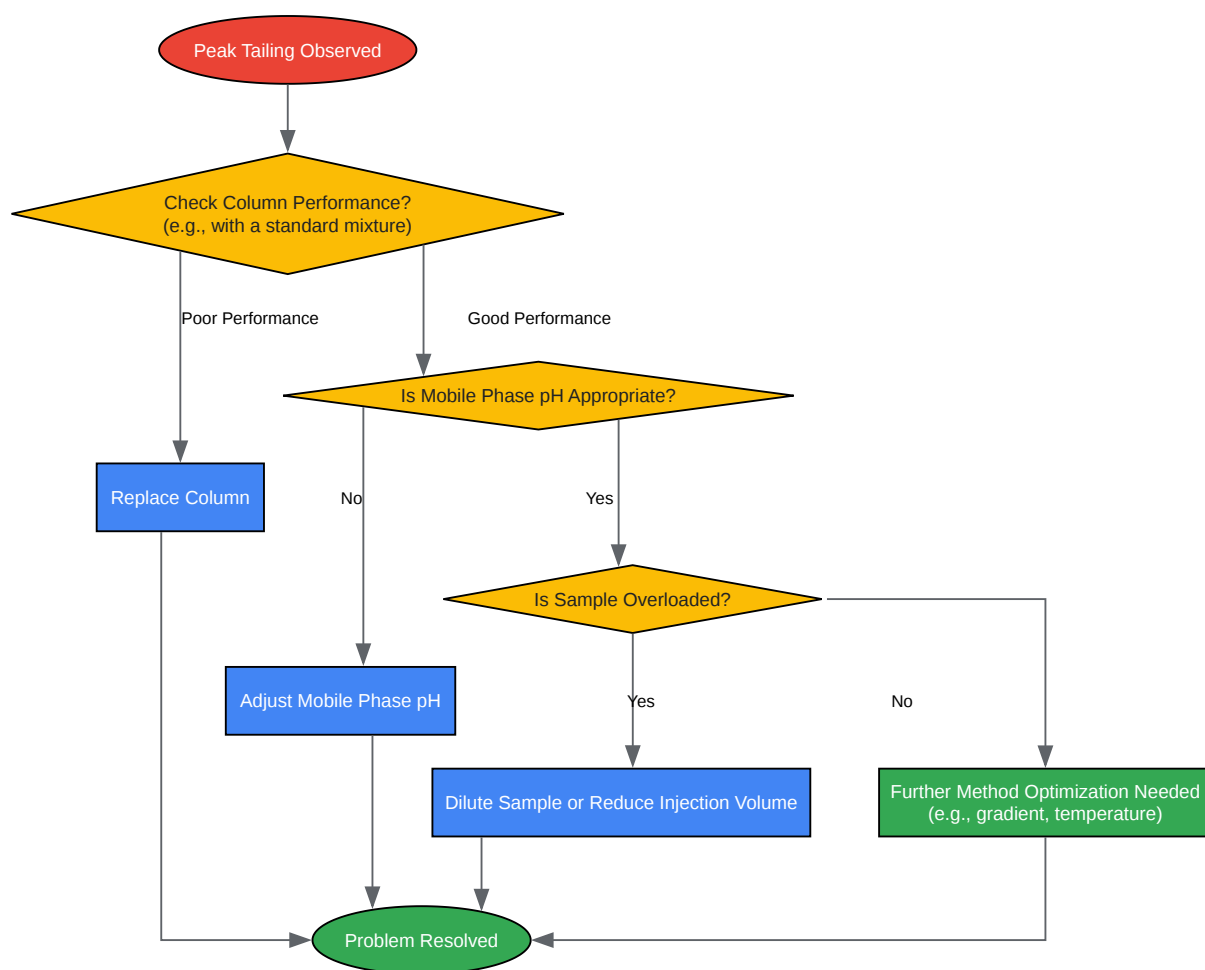 Peak Tailing Observed
Check Column Performance?
(e.g., with a standard mixture)
Poor Performance
Good Performance
Is Mobile Phase pH Appropriate?
Replace Column
No
Yes
Is Sample Overloaded?
Adjust Mobile Phase pH
Yes
No
Dilute Sample or Reduce Injection Volume
Further Method Optimization Needed
(e.g., gradient, temperature)
Problem Resolved